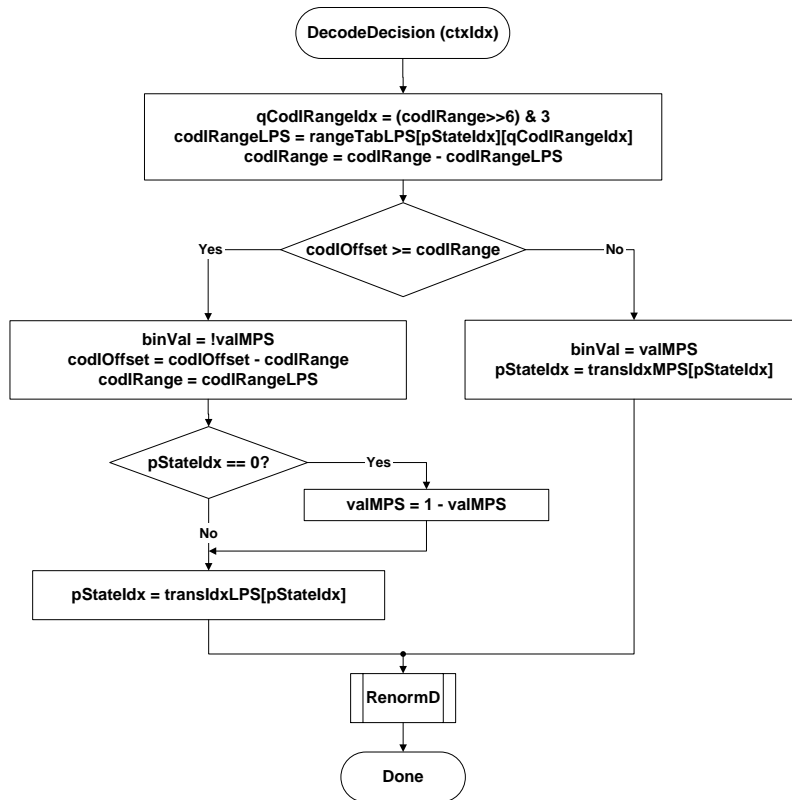 DecodeDecision (ctxIdx)
qCodIRangeIdx = (codIRange>>6) & 3
codIRangeLPS = rangeTabLPS[pStateIdx][qCodIRangeIdx]
codIRange = codIRange - codIRangeLPS
codIOffset >= codIRange
Yes
No
binVal = !valMPS
codIOffset = codIOffset - codIRange
codIRange = codIRangeLPS
binVal = valMPS
pStateIdx = transIdxMPS[pStateIdx]
pStateIdx == 0?
Yes
valMPS = 1 - valMPS
No
pStateIdx = transIdxLPS[pStateIdx]
RenormD
Done